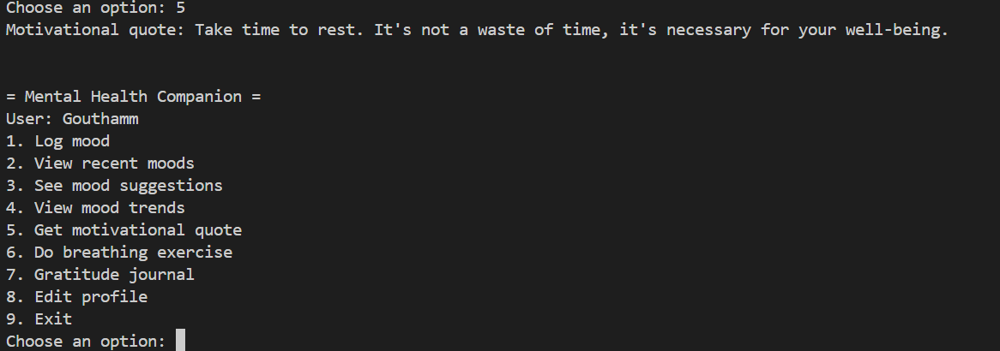 Choose an option: 5
Motivational quote: Take time to rest. It's not a waste of time, it's necessary for your well-being.
= Mental Health Companion =
User: Gouthamm
1. Log mood
2. View recent moods
3. See mood suggestions
4. View mood trends
5. Get motivational quote
6. Do breathing exercise
7. Gratitude journal
8. Edit profile
9. Exit
Choose an option: